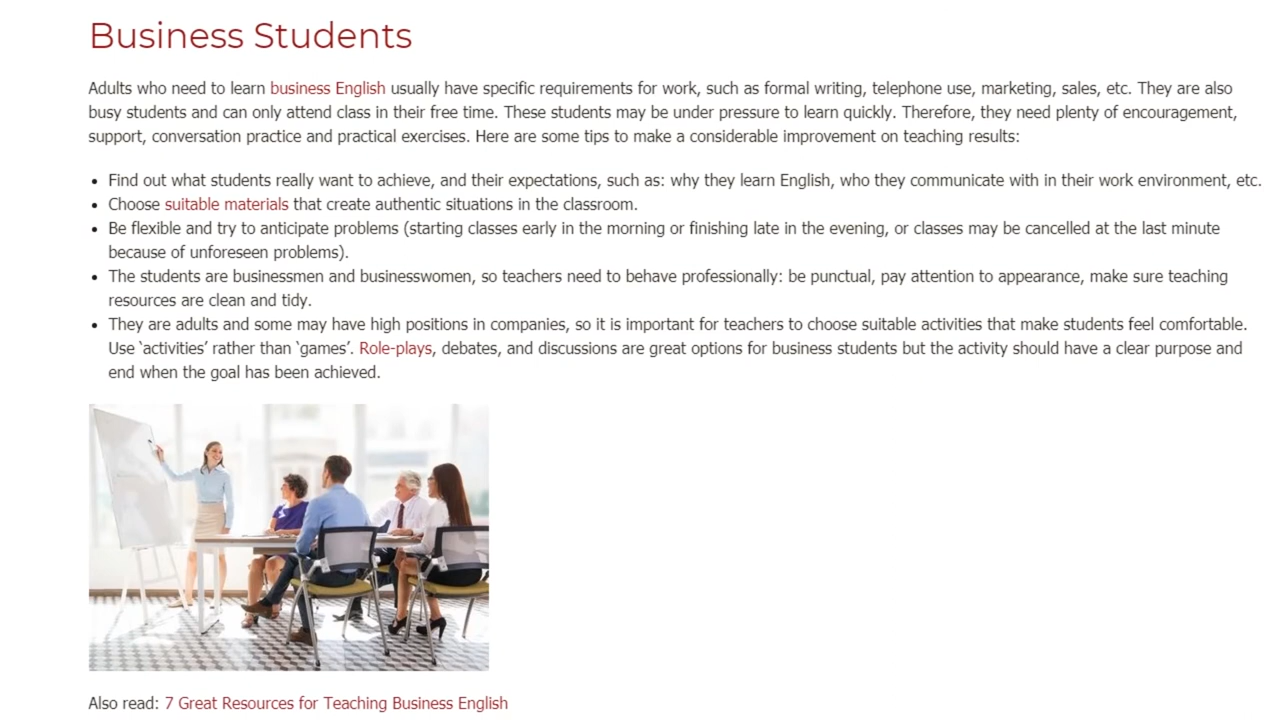 Business Students
Adults who need to learn business English usually have specific requirements for work, such as formal writing, telephone use, marketing, sales, etc. They are also
busy students and can only attend class in their free time. These students may be under pressure to learn quickly. Therefore, they need plenty of encouragement,
support, conversation practice and practical exercises. Here are some tips to make a considerable improvement on teaching results:
• Find out what students really want to achieve, and their expectations, such as: why they learn English, who they communicate with in their work environment, etc.
• Choose suitable materials that create authentic situations in the classroom.
• Be flexible and try to anticipate problems (starting classes early in the morning or finishing late in the evening, or classes may be cancelled at the last minute
because of unforeseen problems).
• The students are businessmen and businesswomen, so teachers need to behave professionally: be punctual, pay attention to appearance, make sure teaching
resources are clean and tidy.
• They are adults and some may have high positions in companies, so it is important for teachers to choose suitable activities that make students feel comfortable.
Use ‘activities’ rather than ‘games’. Role-plays, debates, and discussions are great options for business students but the activity should have a clear purpose and
end when the goal has been achieved.
Also read: 7 Great Resources for Teaching Business English